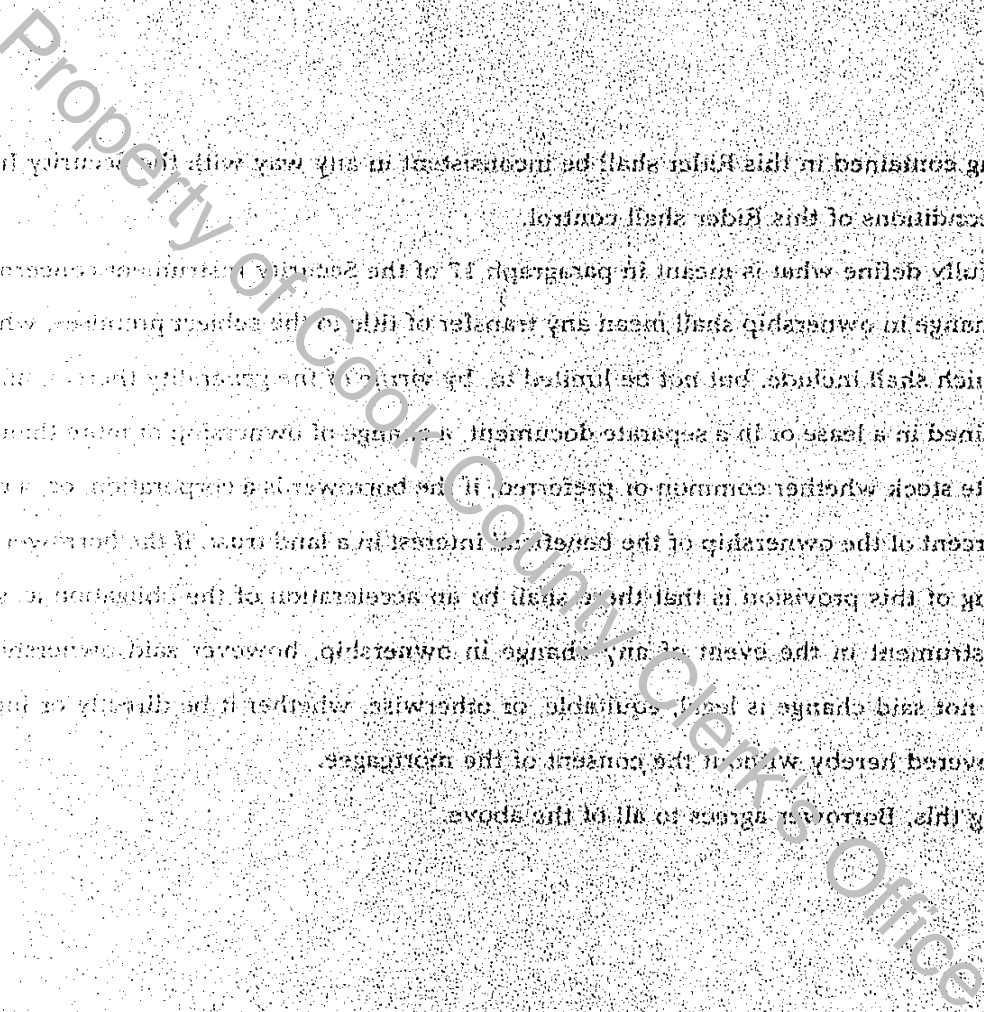 Property of Cook County Clerk's Office
ng contained in this Rider shall be inconsistent in any way with the Security In
conditions of this Rider shall control.
fully define what is meant in paragraph 17 of the Security Instrument concern
hange in ownership shall mean any transfer of title to the subject premises, wh
hich shall include, but not be limited to, by virtue of the generality thereof, an
ined in a lease or in a separate document, a change of ownership of more than
te stock whether common or preferred, if the borrower is a corporation, or, a
rcent of the ownership of the beneficial interest in a land trust, if the borrower
ng of this provision is that there shall be an acceleration of the obligation
strument in the event of any change in ownership, however said ownersh
not said change is legal, equitable, or otherwise, whether it be directly or in
overed hereby without the consent of the mortgagee.
g this, Borrower agrees to all of the above.